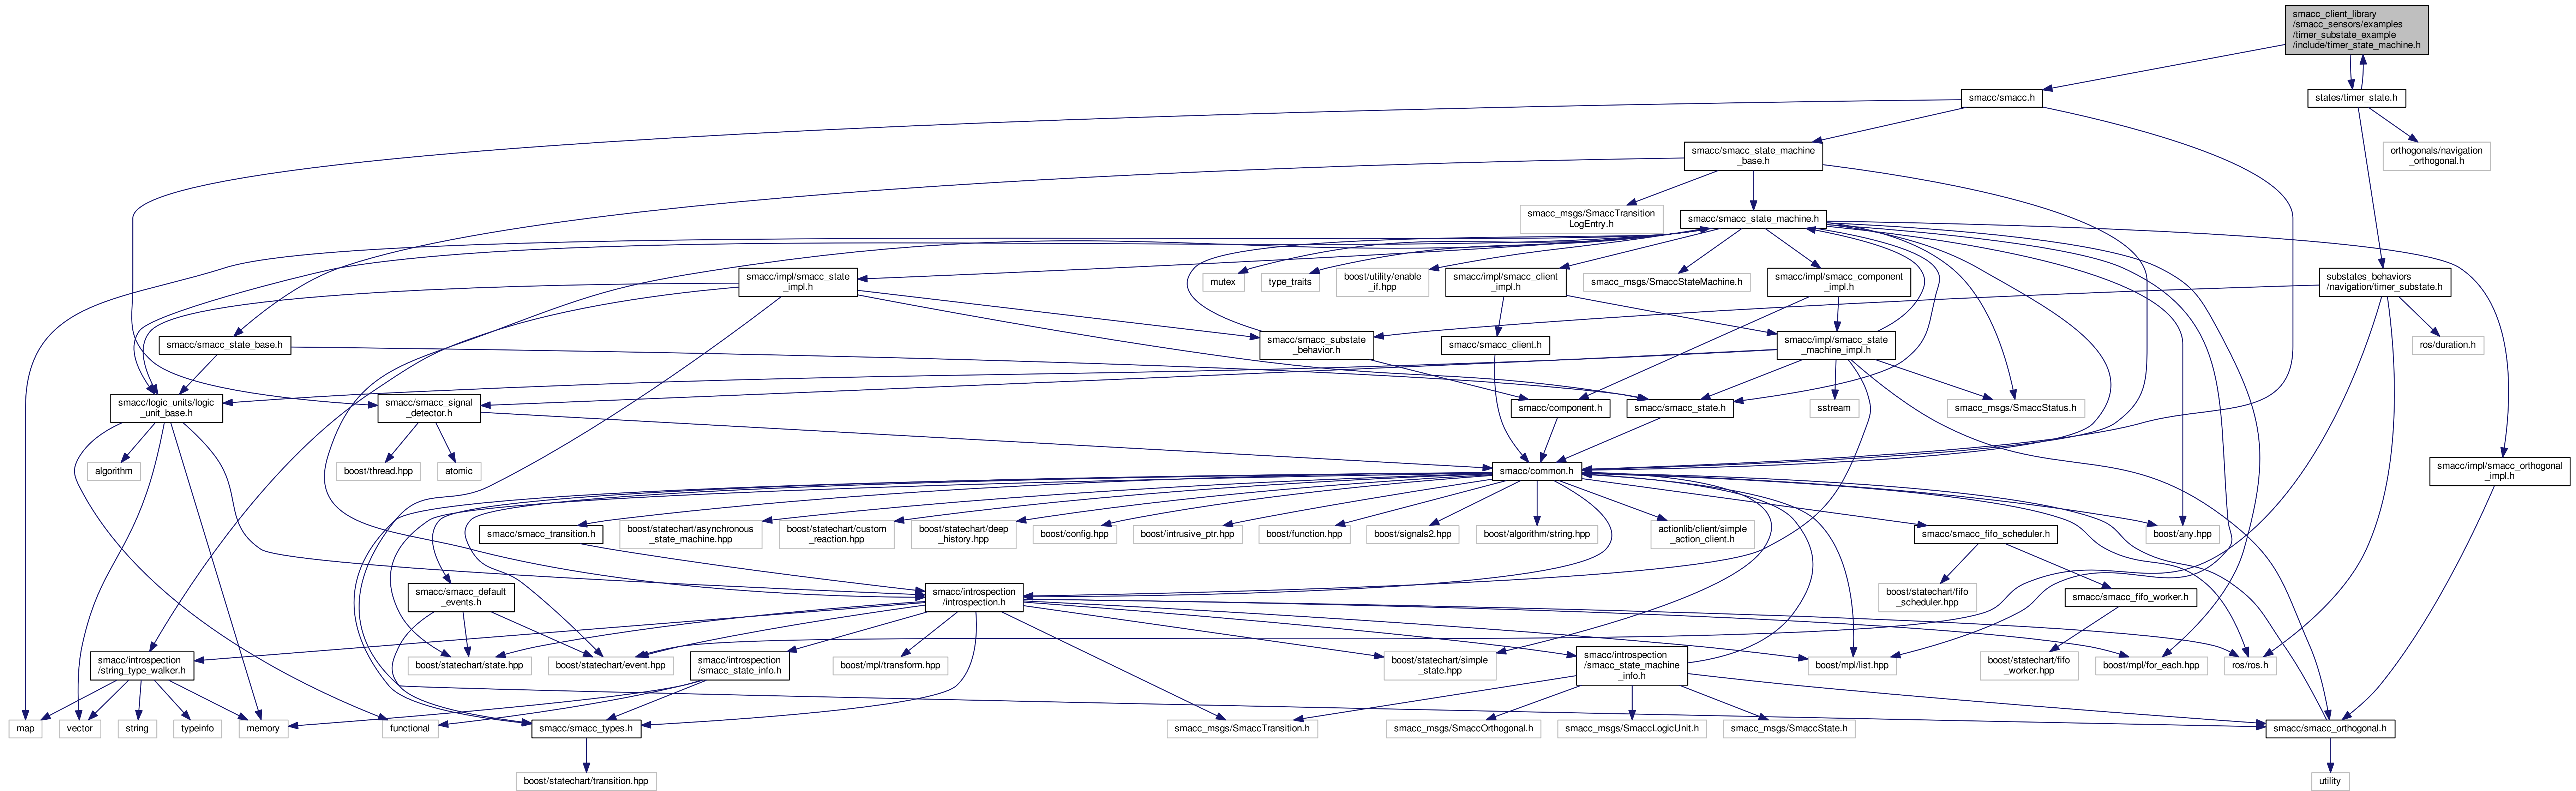 smacc_client_library
/smacc_sensors/examples
/timer_substate_example
/include/timer_state_machine.h
smacc/smacc.h
states/timer_state.h
smacc/smacc_state_machine
_base.h
orthogonals/navigation
_orthogonal.h
smacc_msgs/SmaccTransition
LogEntry.h
smacc/smacc_state_machine.h
smacc/impl/smacc_state
_impl.h
mutex
type_traits
boost/utility/enable
_if.hpp
smacc/impl/smacc_client
_impl.h
smacc_msgs/SmaccStateMachine.h
smacc/impl/smacc_component
_impl.h
substates_behaviors
/navigation/timer_substate.h
smacc/smacc_state_base.h
smacc/smacc_substate
_behavior.h
smacc/smacc_client.h
smacc/impl/smacc_state
_machine_impl.h
ros/duration.h
smacc/logic_units/logic
_unit_base.h
smacc/smacc_signal
_detector.h
smacc/component.h
smacc/smacc_state.h
sstream
smacc_msgs/SmaccStatus.h
algorithm
boost/thread.hpp
atomic
smacc/common.h
smacc/impl/smacc_orthogonal
_impl.h
smacc/smacc_transition.h
boost/statechart/asynchronous
_state_machine.hpp
boost/statechart/custom
_reaction.hpp
boost/statechart/deep
_history.hpp
boost/config.hpp
boost/intrusive_ptr.hpp
boost/function.hpp
boost/signals2.hpp
boost/algorithm/string.hpp
actionlib/client/simple
_action_client.h
smacc/smacc_fifo_scheduler.h
boost/any.hpp
smacc/smacc_default
_events.h
smacc/introspection
/introspection.h
boost/statechart/fifo
_scheduler.hpp
smacc/smacc_fifo_worker.h
smacc/introspection
/string_type_walker.h
boost/statechart/state.hpp
boost/statechart/event.hpp
smacc/introspection
/smacc_state_info.h
boost/mpl/transform.hpp
boost/statechart/simple
_state.hpp
smacc/introspection
/smacc_state_machine
_info.h
boost/mpl/list.hpp
boost/statechart/fifo
_worker.hpp
boost/mpl/for_each.hpp
ros/ros.h
map
vector
string
typeinfo
memory
functional
smacc/smacc_types.h
smacc_msgs/SmaccTransition.h
smacc_msgs/SmaccOrthogonal.h
smacc_msgs/SmaccLogicUnit.h
smacc_msgs/SmaccState.h
smacc/smacc_orthogonal.h
boost/statechart/transition.hpp
utility